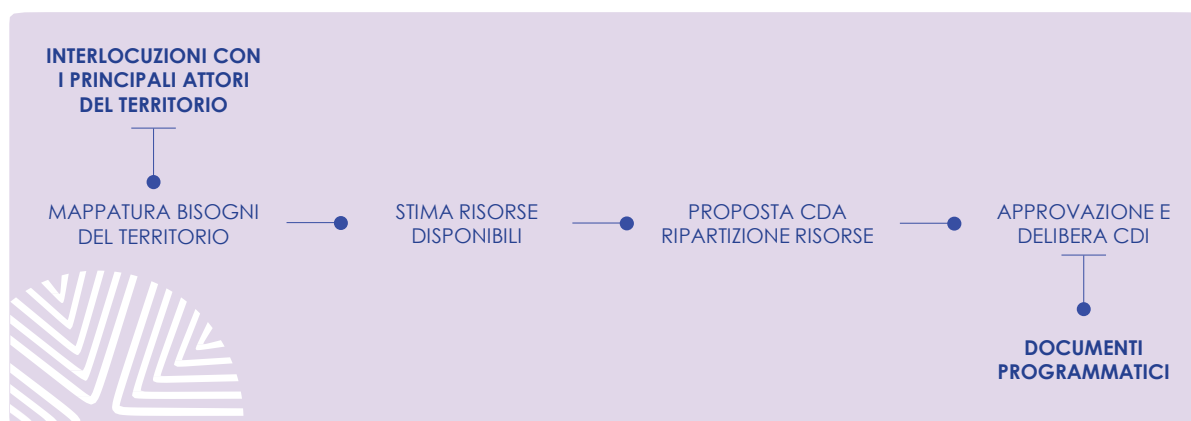 INTERLOCUZIONI CON
I PRINCIPALI ATTORI
DEL TERRITORIO
MAPPATURA BISOGNI
DEL TERRITORIO
STIMA RISORSE
DISPONIBILI
PROPOSTA CDA
RIPARTIZIONE RISORSE
APPROVAZIONE E
DELIBERA CDI
DOCUMENTI
PROGRAMMATICI